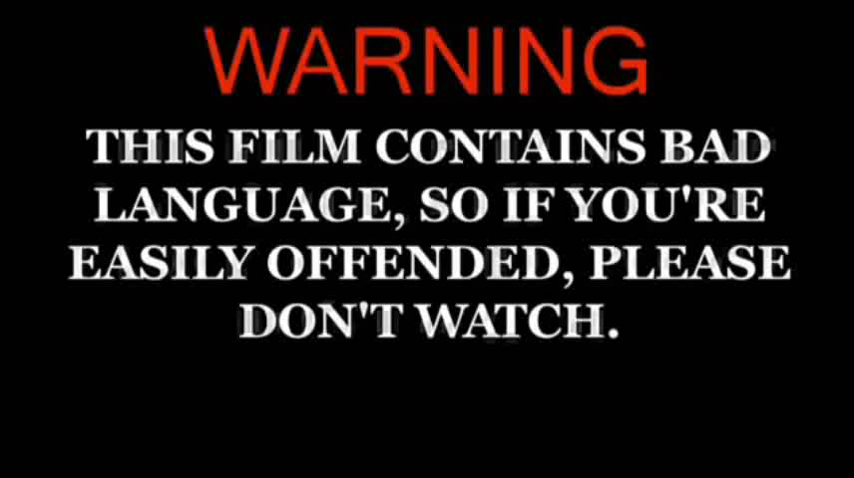 WARNING
THIS FILM CONTAINS BAD
LANGUAGE, SO IF YOU'RE
EASILY OFFENDED, PLEASE
DON'T WATCH.